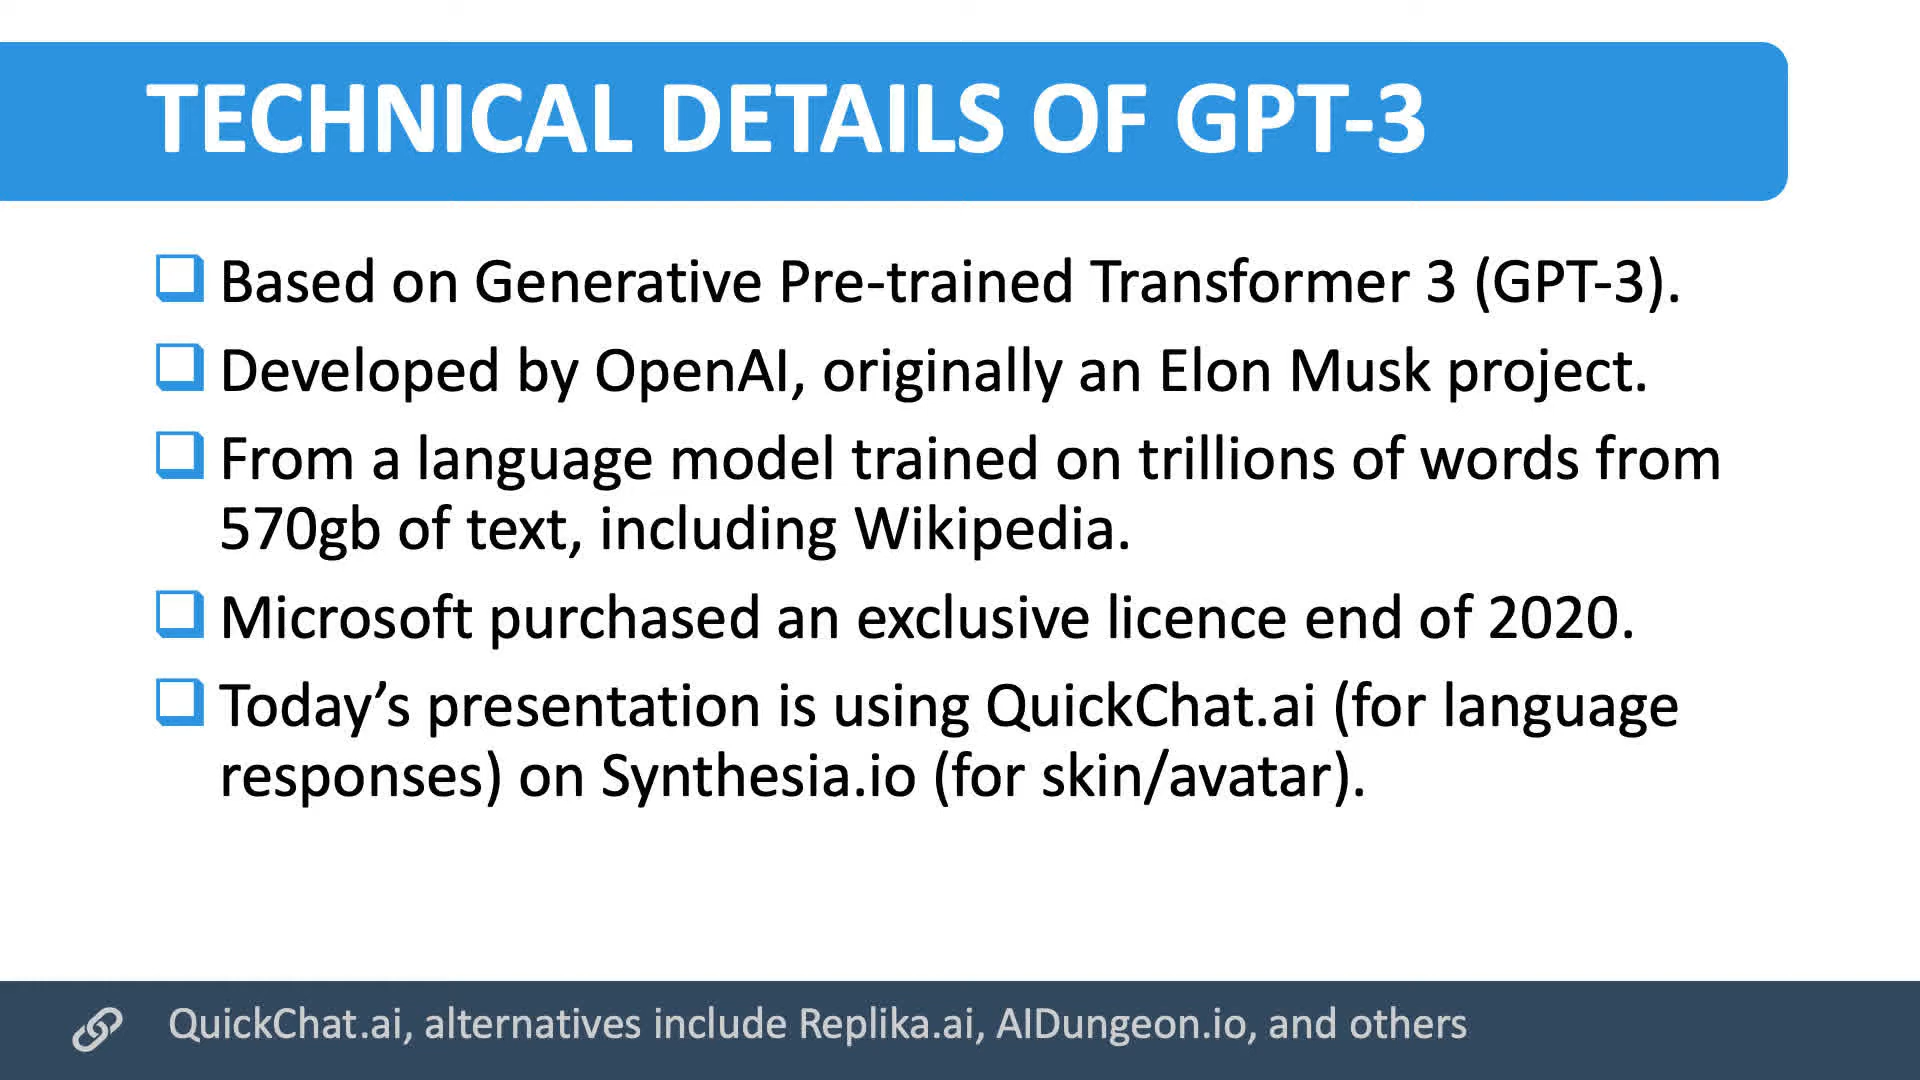 TECHNICAL DETAILS OF GPT-3
Based on Generative Pre-trained Transformer 3 (GPT-3).
Developed by OpenAI, originally an Elon Musk project.
From a language model trained on trillions of words from
570gb of text, including Wikipedia.
Microsoft purchased an exclusive licence end of 2020.
Today’s presentation is using QuickChat.ai (for language
responses) on Synthesia.io (for skin/avatar).
QuickChat.ai, alternatives include Replika.ai, AIDungeon.io, and others